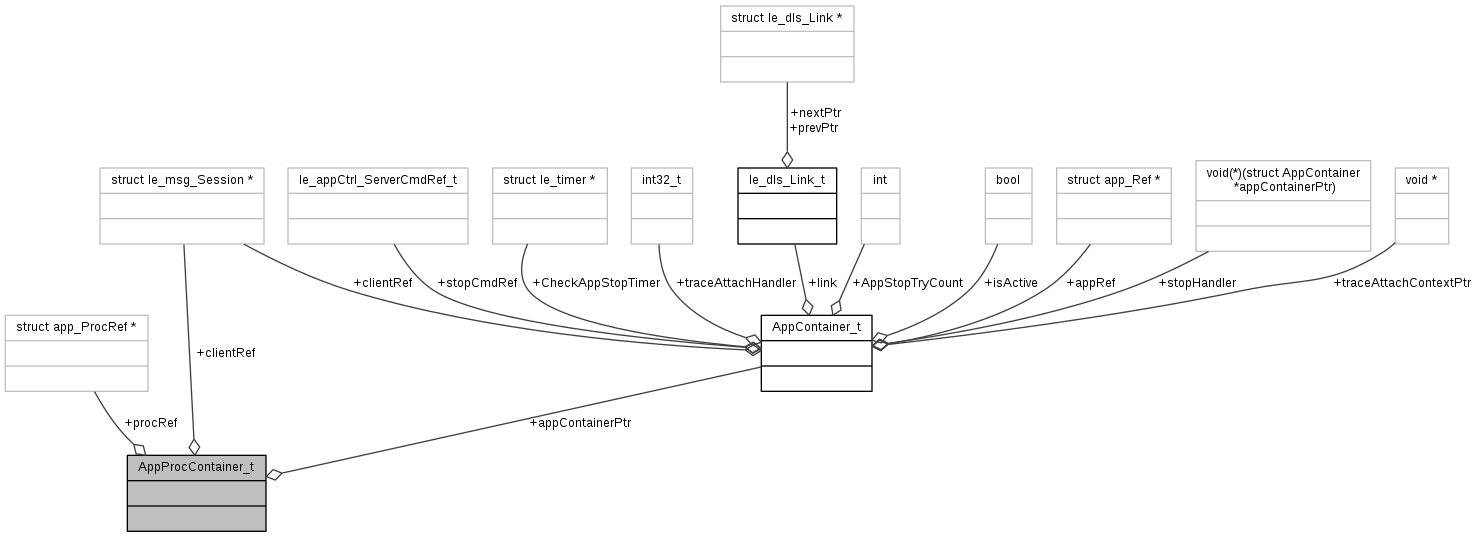 struct le_dls_Link *
+nextPtr
+prevPtr
struct le_msg_Session *
le_appCtrl_ServerCmdRef_t
struct le_timer *
int32_t
le_dls_Link_t
int
bool
struct app_Ref *
void(*)(struct AppContainer
*appContainerPtr)
void *
+clientRef
+stopCmdRef
+CheckAppStopTimer
+traceAttachHandler
+link
+AppStopTryCount
+isActive
+appRef
+stopHandler
+traceAttachContextPtr
struct app_ProcRef *
AppContainer_t
+clientRef
+procRef
+appContainerPtr
AppProcContainer_t